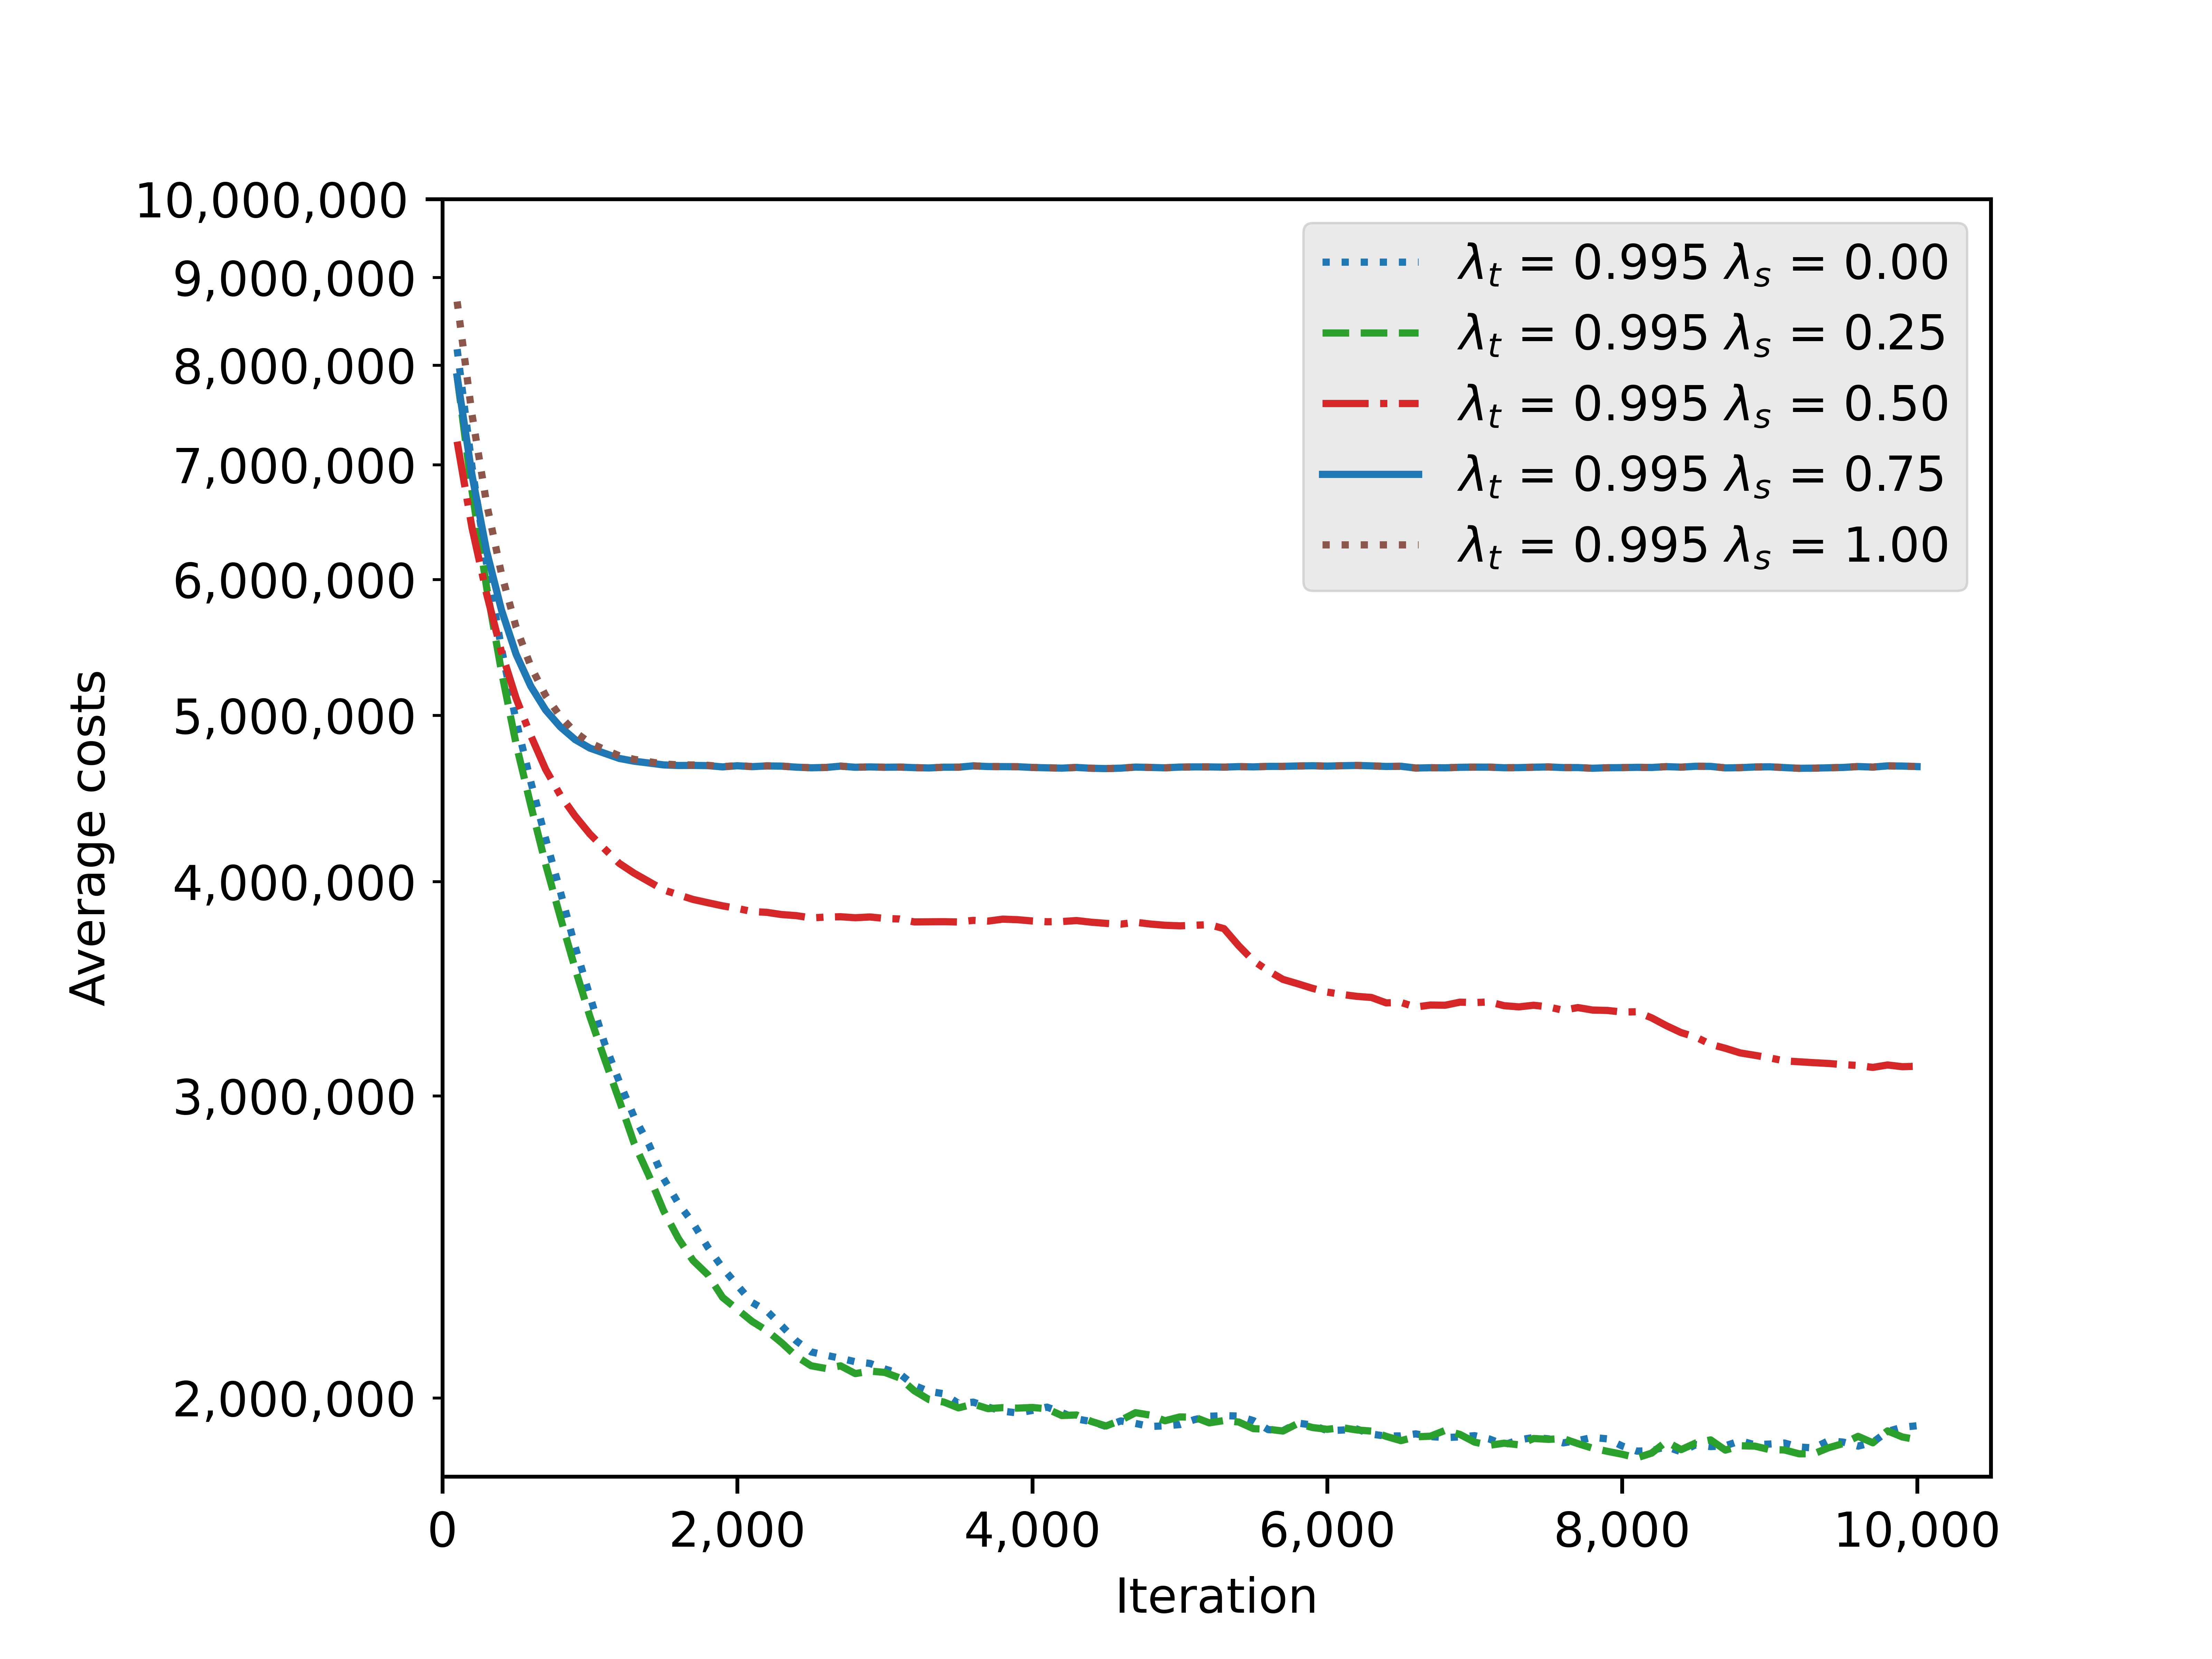 10,000,000
9,000,000
8,000,000
7,000,000
6,000,000
5,000,000
4,000,000
3,000,000
2,000,000
Average costs
λt = 0.995 λs = 0.00
λt = 0.995 λs = 0.25
λt = 0.995 λs = 0.50
λt = 0.995 λs = 0.75
λt = 0.995 λs = 1.00
0 2,000 4,000 6,000 8,000 10,000
Iteration